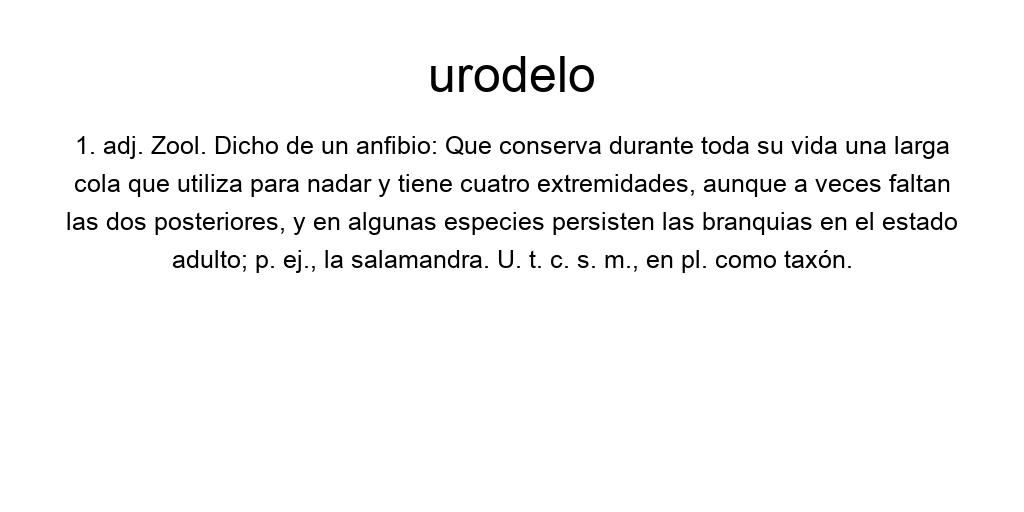 urodelo
1. adj. Zool. Dicho de un anfibio: Que conserva durante toda su vida una larga
cola que utiliza para nadar y tiene cuatro extremidades, aunque a veces faltan
las dos posteriores, y en algunas especies persisten las branquias en el estado
adulto; p. ej., la salamandra. U. t. c. s. m., en pl. como taxón.